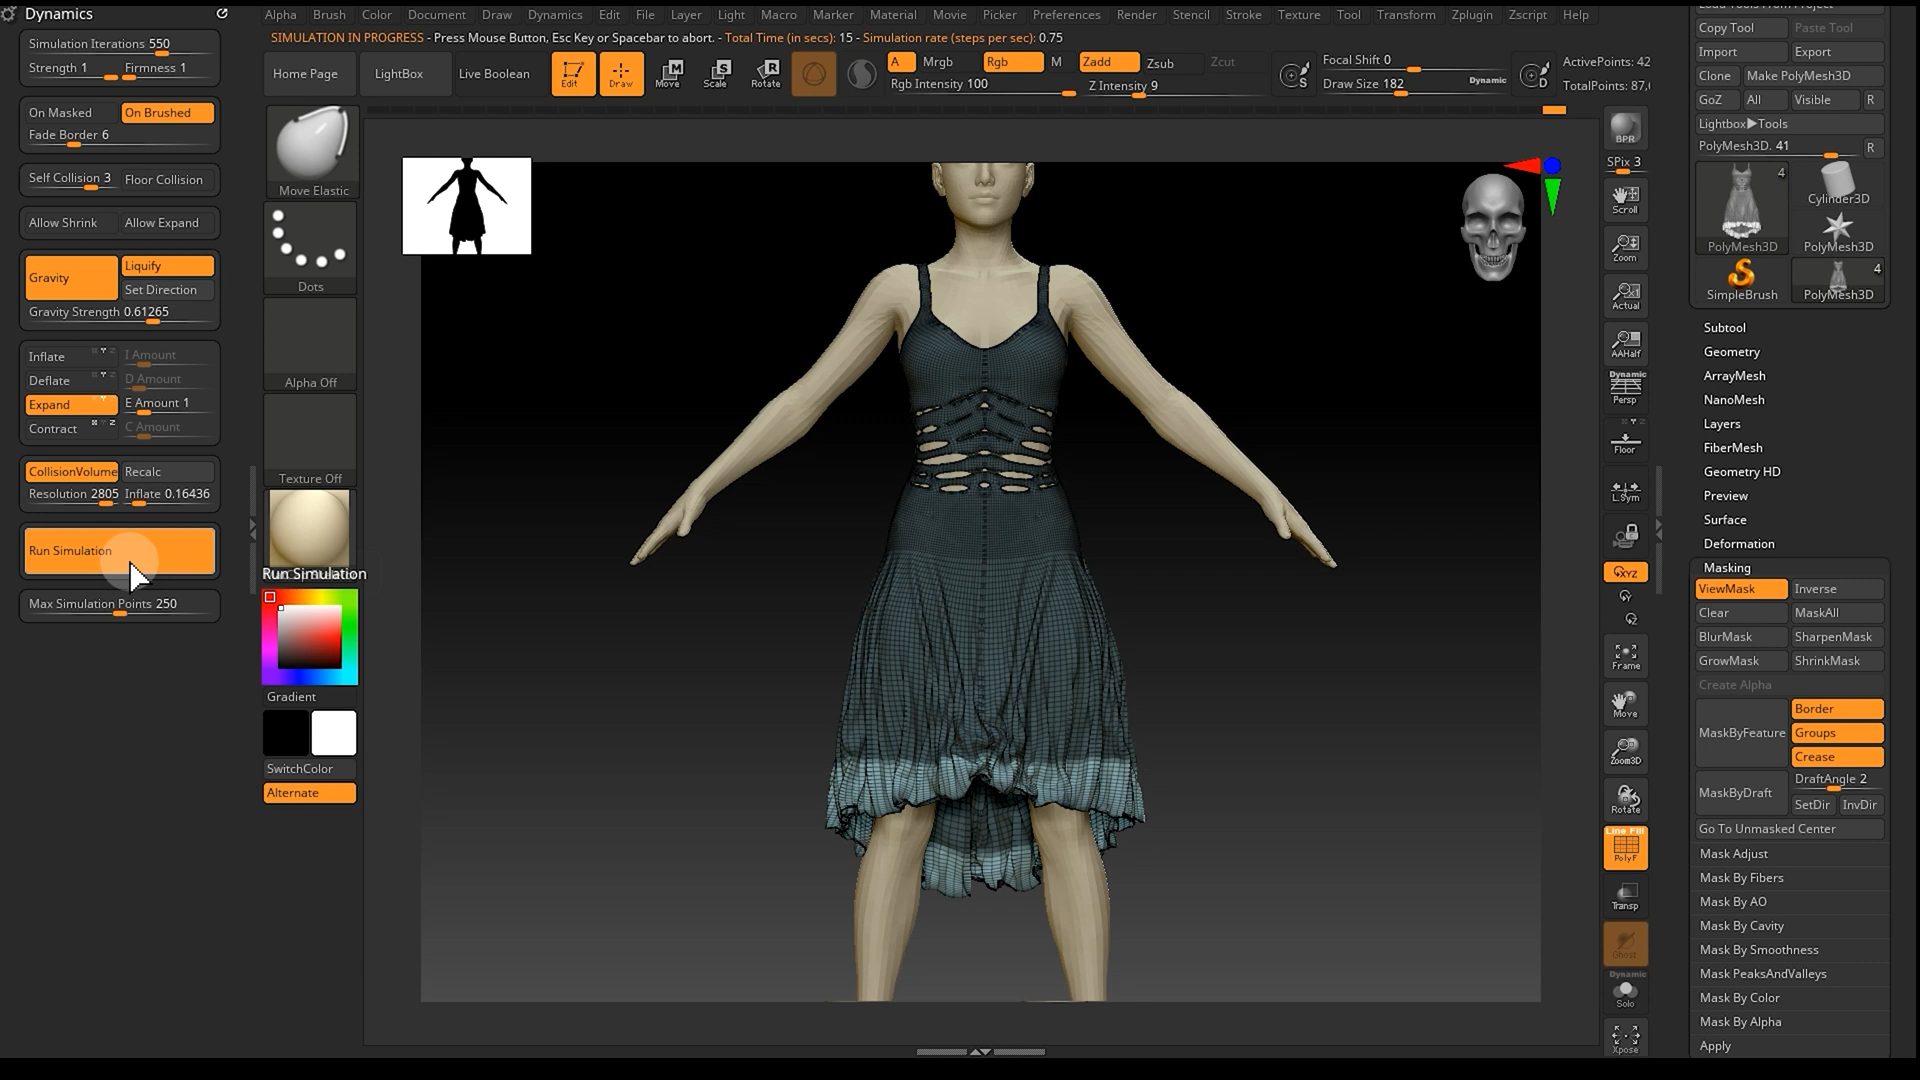 Dynamics
Alpha Brush Color Document Draw Dynamics Edit File Layer Light Macro Marker Material Movie Picker Preferences Render Stencil Stroke Texture Tool Transform Zplugin Zscript Help
SIMULATION IN PROGRESS - Press Mouse Button, Esc Key or Spacebar to abort. - Total Time (in secs): 15 - Simulation rate (steps per sec): 0.75
Simulation Iterations 550
Strength 1 Firmness 1
On Masked On Brushed
Fade Border 6
Self Collision 3 Floor Collision
Allow Shrink Allow Expand
Gravity Liquify
Set Direction
Gravity Strength 0.61265
Inflate I Amount
Deflate D Amount
Expand E Amount 1
Contract C Amount
CollisionVolume Recalc
Resolution 2805 Inflate 0.16436
Run Simulation
Max Simulation Points 250
Home Page LightBox Live Boolean
Edit Draw Move Scale Rotate
A Mrgb Rgb M Zadd Zsub Zcut
Rgb Intensity 100 Z Intensity 9
Focal Shift 0
Draw Size 182 Dynamic
ActivePoints: 42
TotalPoints: 87,
Move Elastic
Dots
Alpha Off
Texture Off
Run Simulation
Gradient
SwitchColor
Alternate
BPR
SPix 3
Scroll
Zoom
Actual
AAHalf
Dynamic
Persp
Floor
L.Sym
XYZ
Frame
Move
Zoom3D
Rotate
Line Fill
PolyF
Transp
Ghost
Dynamic
Solo
Xpose
Copy Tool Paste Tool
Import Export
Clone Make PolyMesh3D
GoZ All Visible R
Lightbox▶Tools
PolyMesh3D. 41 R
4
Cylinder3D
PolyMesh3D PolyMesh3D
4
SimpleBrush PolyMesh3D
Subtool
Geometry
ArrayMesh
NanoMesh
Layers
FiberMesh
Geometry HD
Preview
Surface
Deformation
Masking
ViewMask Inverse
Clear MaskAll
BlurMask SharpenMask
GrowMask ShrinkMask
Create Alpha
MaskByFeature Border
Groups
Crease
MaskByDraft DraftAngle 2
SetDir InvDir
Go To Unmasked Center
Mask Adjust
Mask By Fibers
Mask By AO
Mask By Cavity
Mask By Smoothness
Mask PeaksAndValleys
Mask By Color
Mask By Alpha
Apply